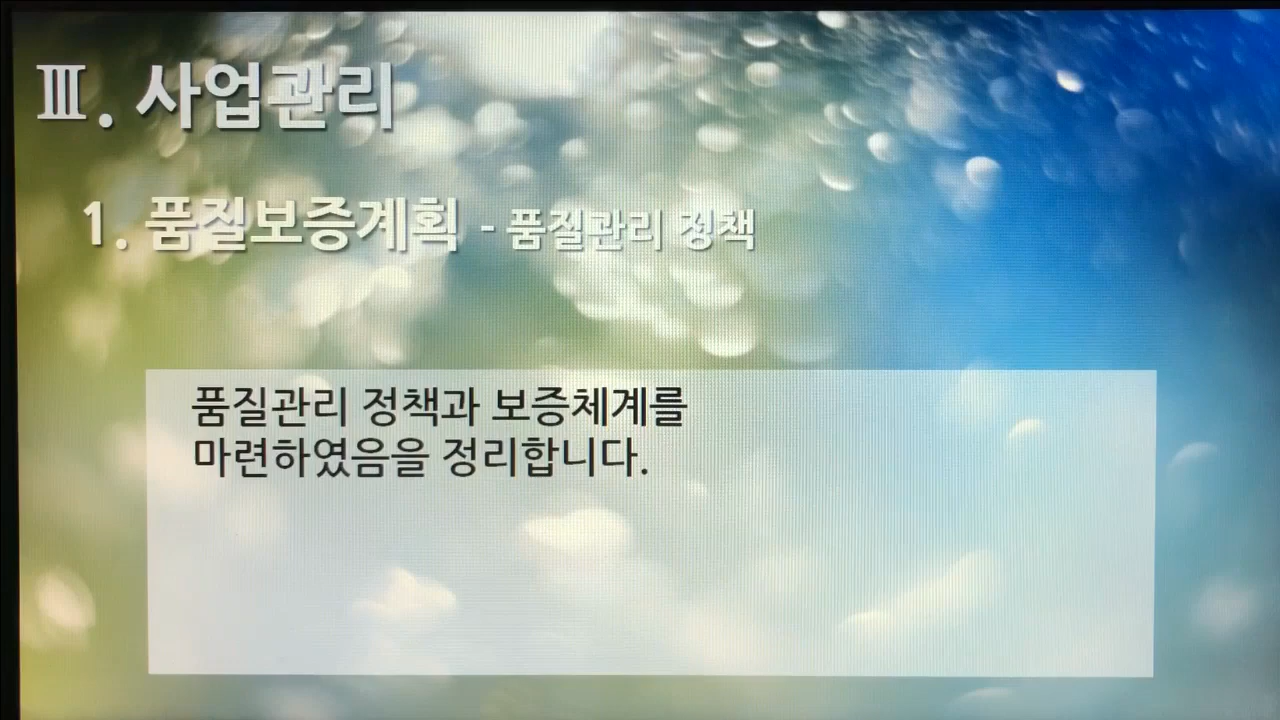 Ⅲ. 사업관리
1. 품질보증계획 - 품질관리 정책
품질관리 정책과 보증체계를
마련하였음을 정리합니다.